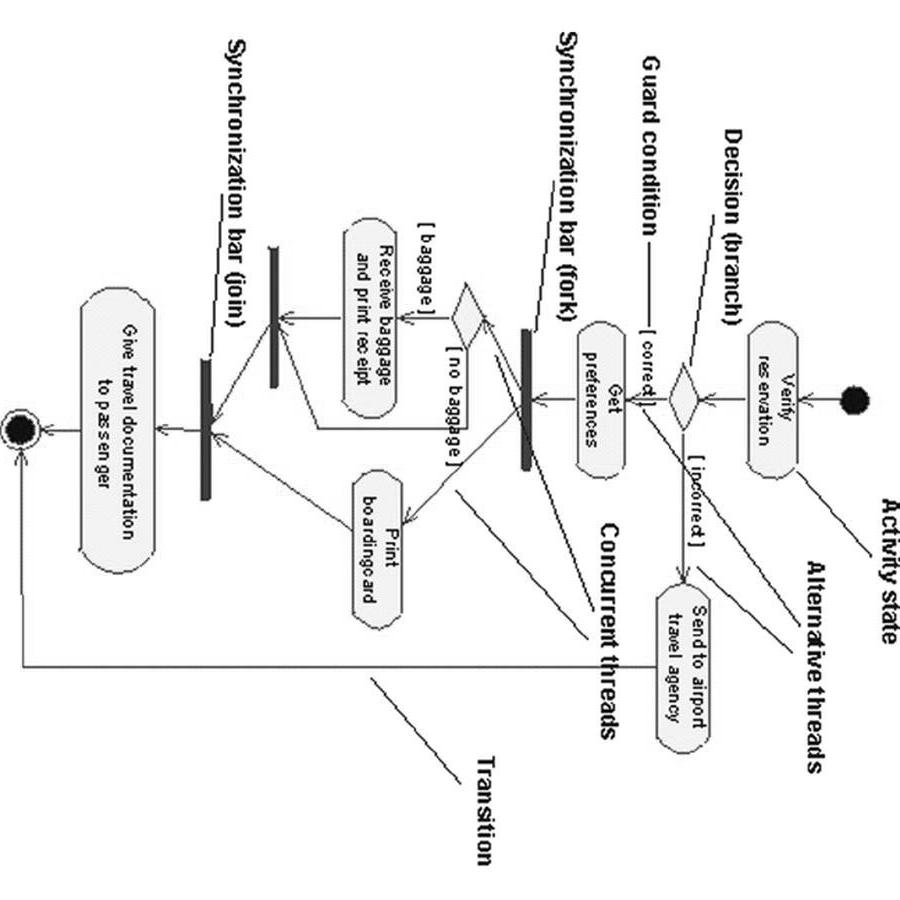 Activity state
Verify
reservation
Decision (branch)
Alternative threads
[ incorrect ]
Send to airport
travel agency
Guard condition
[ correct ]
Get
preferences
Synchronization bar (fork)
Concurrent threads
[ no baggage ]
[ baggage ]
Receive baggage
and print receipt
Print
boardingcard
Transition
Synchronization bar (join)
Give travel documentation
to passenger